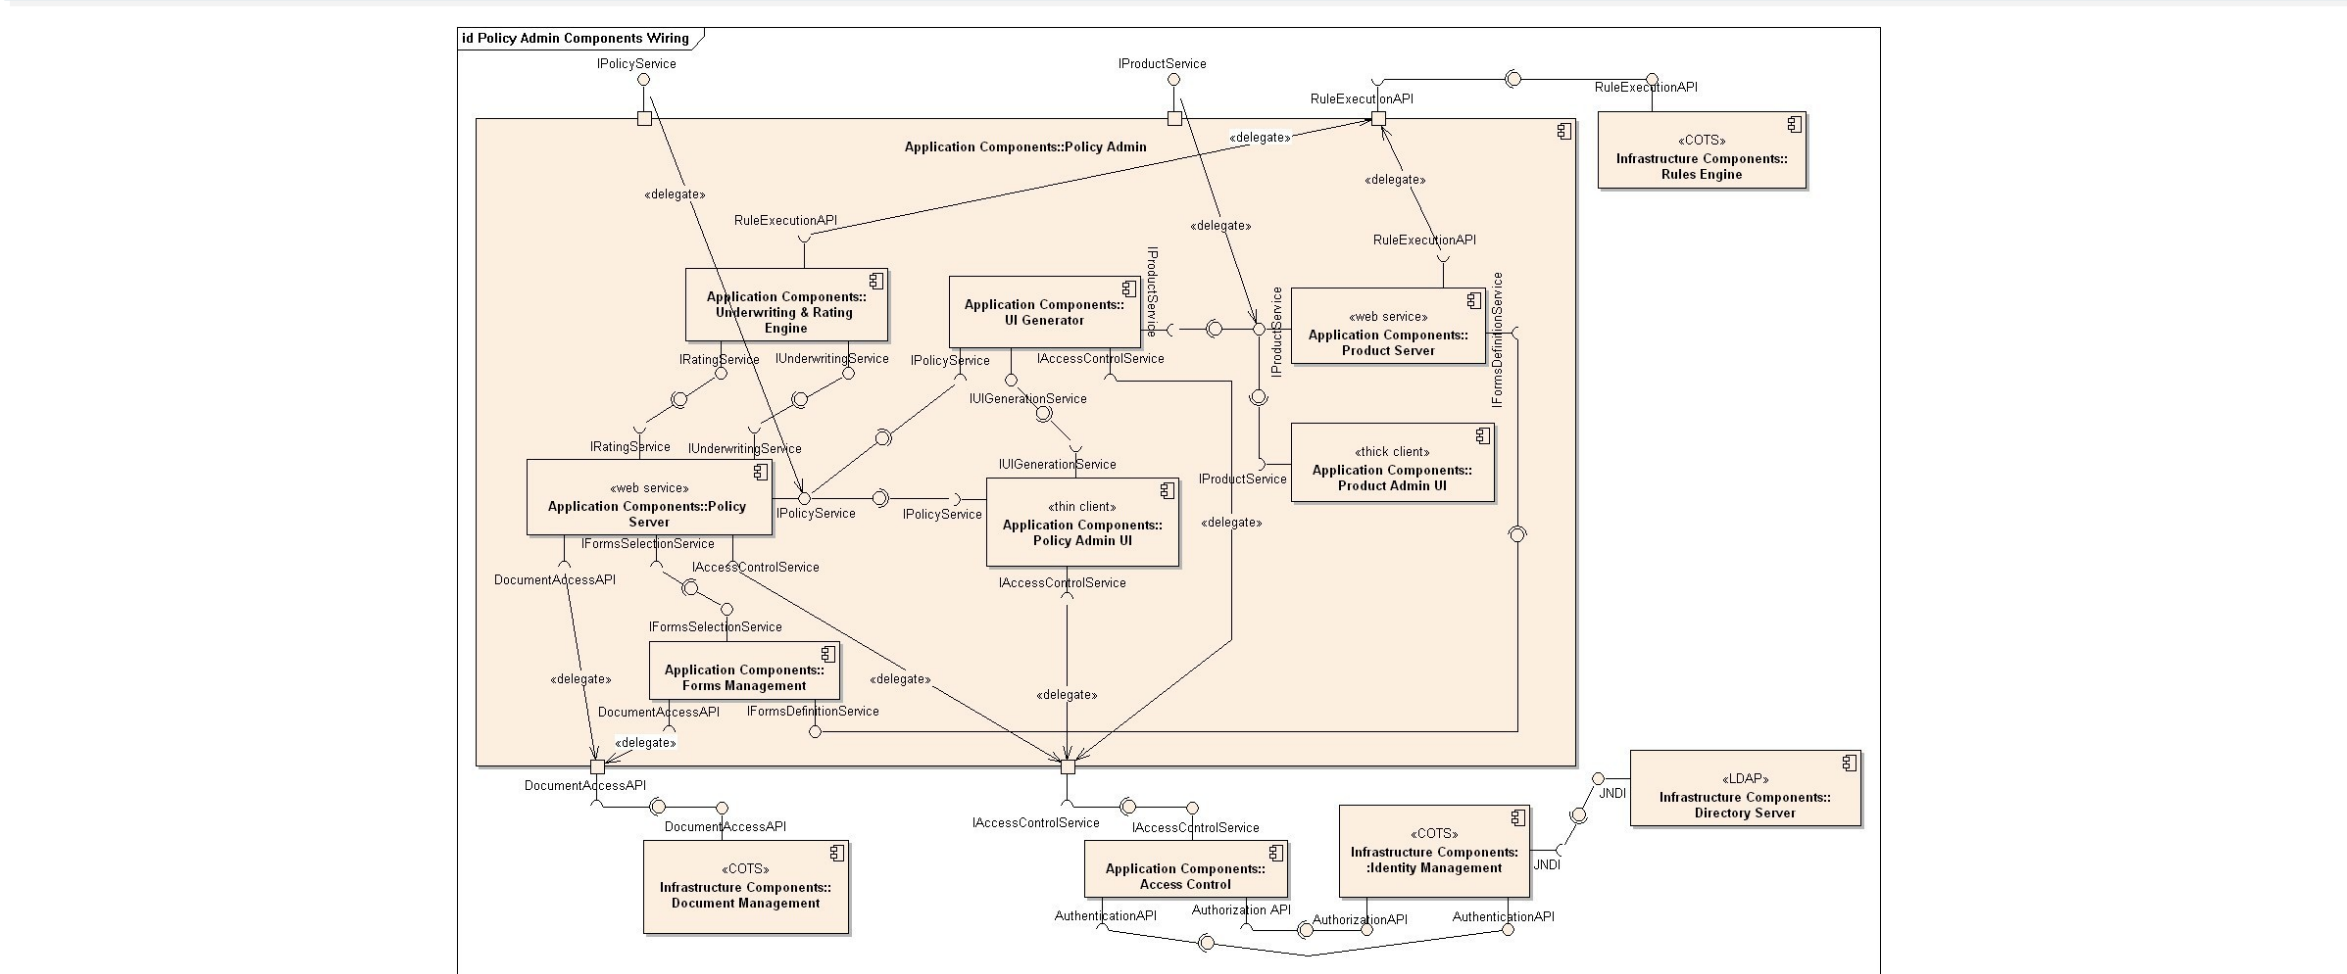 id Policy Admin Components Wiring
IPolicyService
IProductService
RuleExecutionAPI
RuleExecutionAPI
«COTS»
Infrastructure Components::
Rules Engine
Application Components::Policy Admin
«delegate»
«delegate»
«delegate»
«delegate»
RuleExecutionAPI
RuleExecutionAPI
Application Components::
Underwriting & Rating
Engine
Application Components::
UI Generator
IProductService
IProductService
«web service»
Application Components::
Product Server
IFormsDefinitionService
IRatingService
IUnderwritingService
IPolicyService
IAccessControlService
IUIGenerationService
IRatingService
IUnderwritingService
IUIGenerationService
IProductService
«thick client»
Application Components::
Product Admin UI
«web service»
Application Components::Policy
Server
IPolicyService
IPolicyService
«thin client»
Application Components::
Policy Admin UI
«delegate»
IFormsSelectionService
DocumentAccessAPI
IAccessControlService
IAccessControlService
IFormsSelectionService
Application Components::
Forms Management
«delegate»
«delegate»
«delegate»
DocumentAccessAPI
IFormsDefinitionService
«delegate»
DocumentAccessAPI
DocumentAccessAPI
IAccessControlService
IAccessControlService
«COTS»
Infrastructure Components::
Document Management
Application Components::
Access Control
«COTS»
Infrastructure Components:
:Identity Management
JNDI
JNDI
«LDAP»
Infrastructure Components::
Directory Server
AuthenticationAPI
Authorization API
AuthorizationAPI
AuthenticationAPI